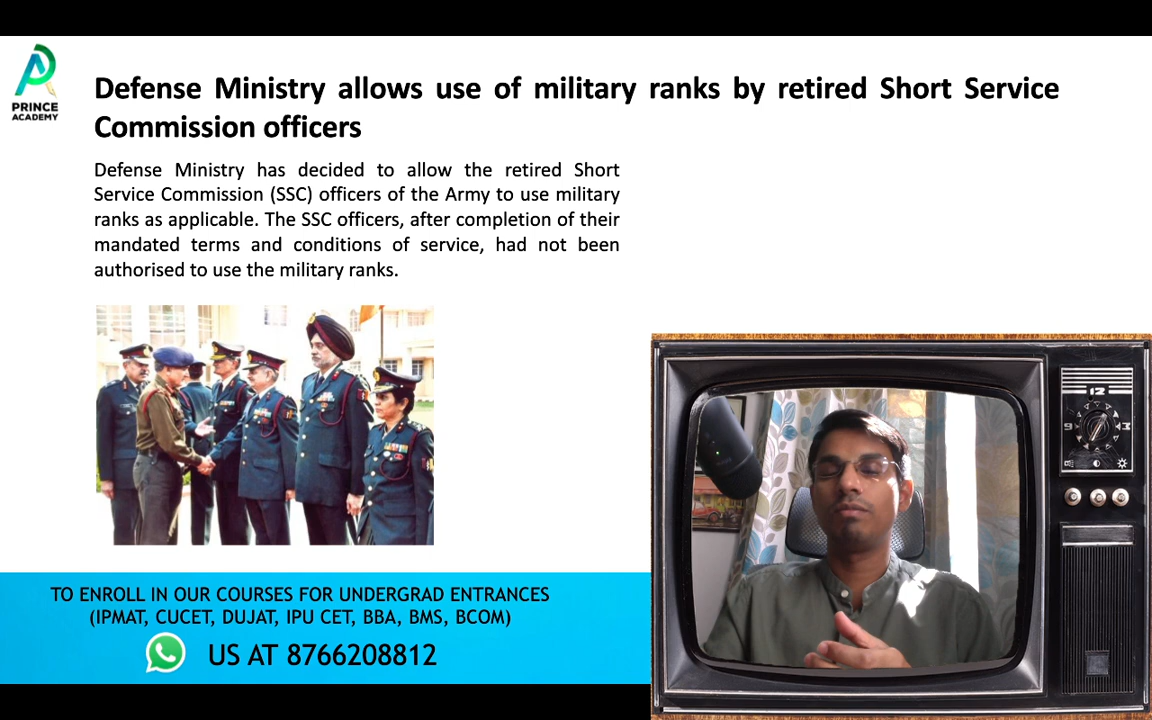 PRINCE
ACADEMY
Defense Ministry allows use of military ranks by retired Short Service
Commission officers
Defense Ministry has decided to allow the retired Short
Service Commission (SSC) officers of the Army to use military
ranks as applicable. The SSC officers, after completion of their
mandated terms and conditions of service, had not been
authorised to use the military ranks.
12
9
3
TO ENROLL IN OUR COURSES FOR UNDERGRAD ENTRANCES
(IPMAT, CUCET, DUJAT, IPU CET, BBA, BMS, BCOM)
US AT 8766208812